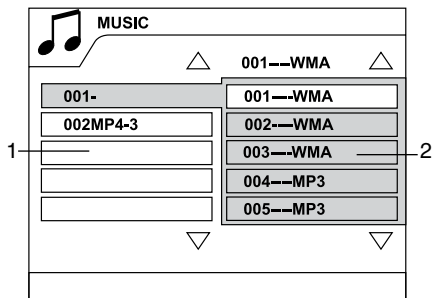 MUSIC
001----WMA
001-
001----WMA
002MP4-3
002----WMA
1
003----WMA
2
004----MP3
005----MP3